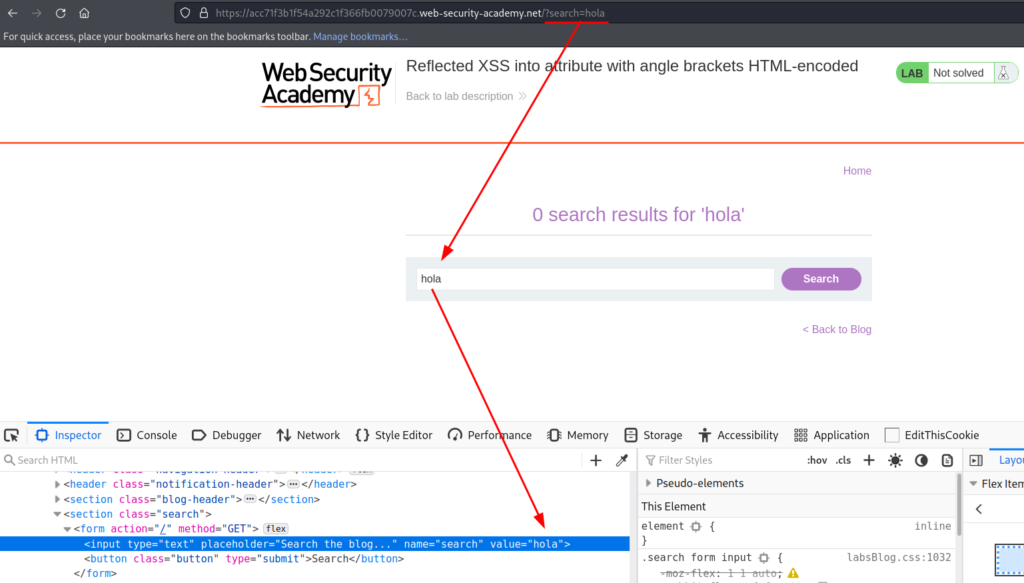 https://acc71f3b1f54a292c1f366fb0079007c.web-security-academy.net/?search=hola
For quick access, place your bookmarks here on the bookmarks toolbar. Manage bookmarks...
WebSecurity
Academy
Reflected XSS into attribute with angle brackets HTML-encoded
Back to lab description »
LAB Not solved
Home
0 search results for 'hola'
hola
Search
< Back to Blog
Inspector Console Debugger Network Style Editor Performance Memory Storage Accessibility Application EditThisCookie
Search HTML
Filter Styles
:hov .cls
Layou
<header class="notification-header"></header>
<section class="blog-header"></section>
<section class="search">
<form action="/" method="GET"> flex
<input type="text" placeholder="Search the blog..." name="search" value="hola">
<button class="button" type="submit">Search</button>
</form>
Pseudo-elements
This Element
element { inline
}
.search form input { labsBlog.css:1032
-moz-flex: 1 1 auto;
Flex Item